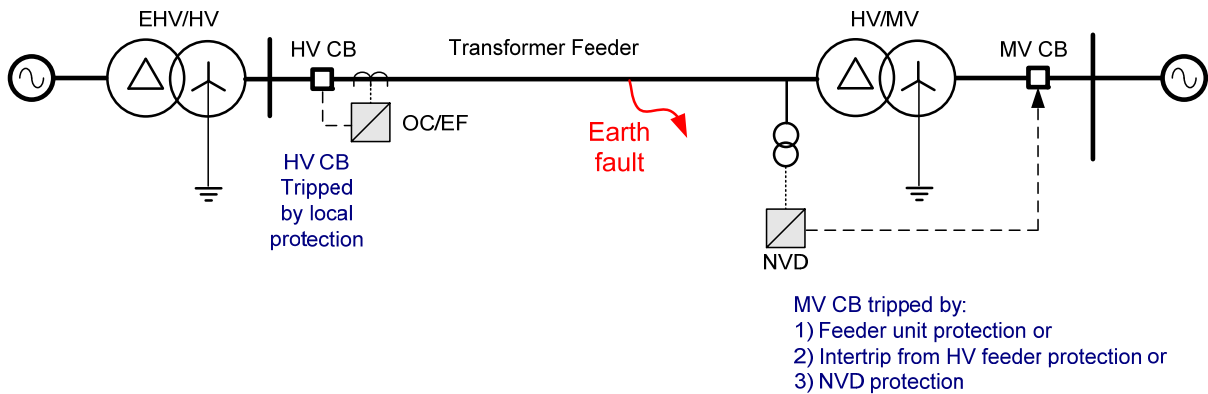 EHV/HV
HV/MV
HV CB
Transformer Feeder
MV CB
OC/EF
Earth
fault
HV CB
Tripped
by local
protection
NVD
MV CB tripped by:
1) Feeder unit protection or
2) Intertrip from HV feeder protection or
3) NVD protection